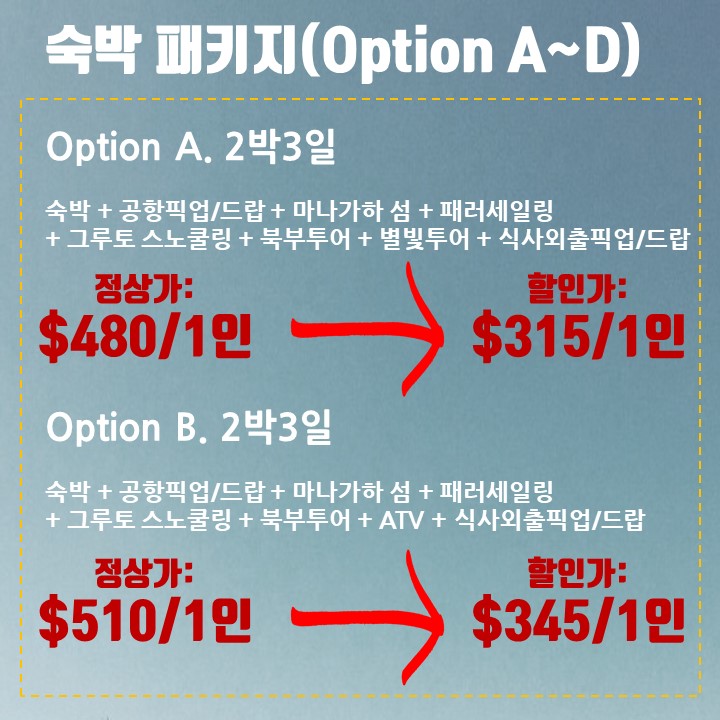 숙박 패키지(Option A~D)
Option A. 2박3일
숙박 + 공항픽업/드랍 + 마나가하 섬 + 패러세일링
+ 그루토 스노쿨링 + 북부투어 + 별빛투어 + 식사외출픽업/드랍
정상가: 할인가:
$480/1인 $315/1인
Option B. 2박3일
숙박 + 공항픽업/드랍 + 마나가하 섬 + 패러세일링
+ 그루토 스노쿨링 + 북부투어 + ATV + 식사외출픽업/드랍
정상가: 할인가:
$510/1인 $345/1인